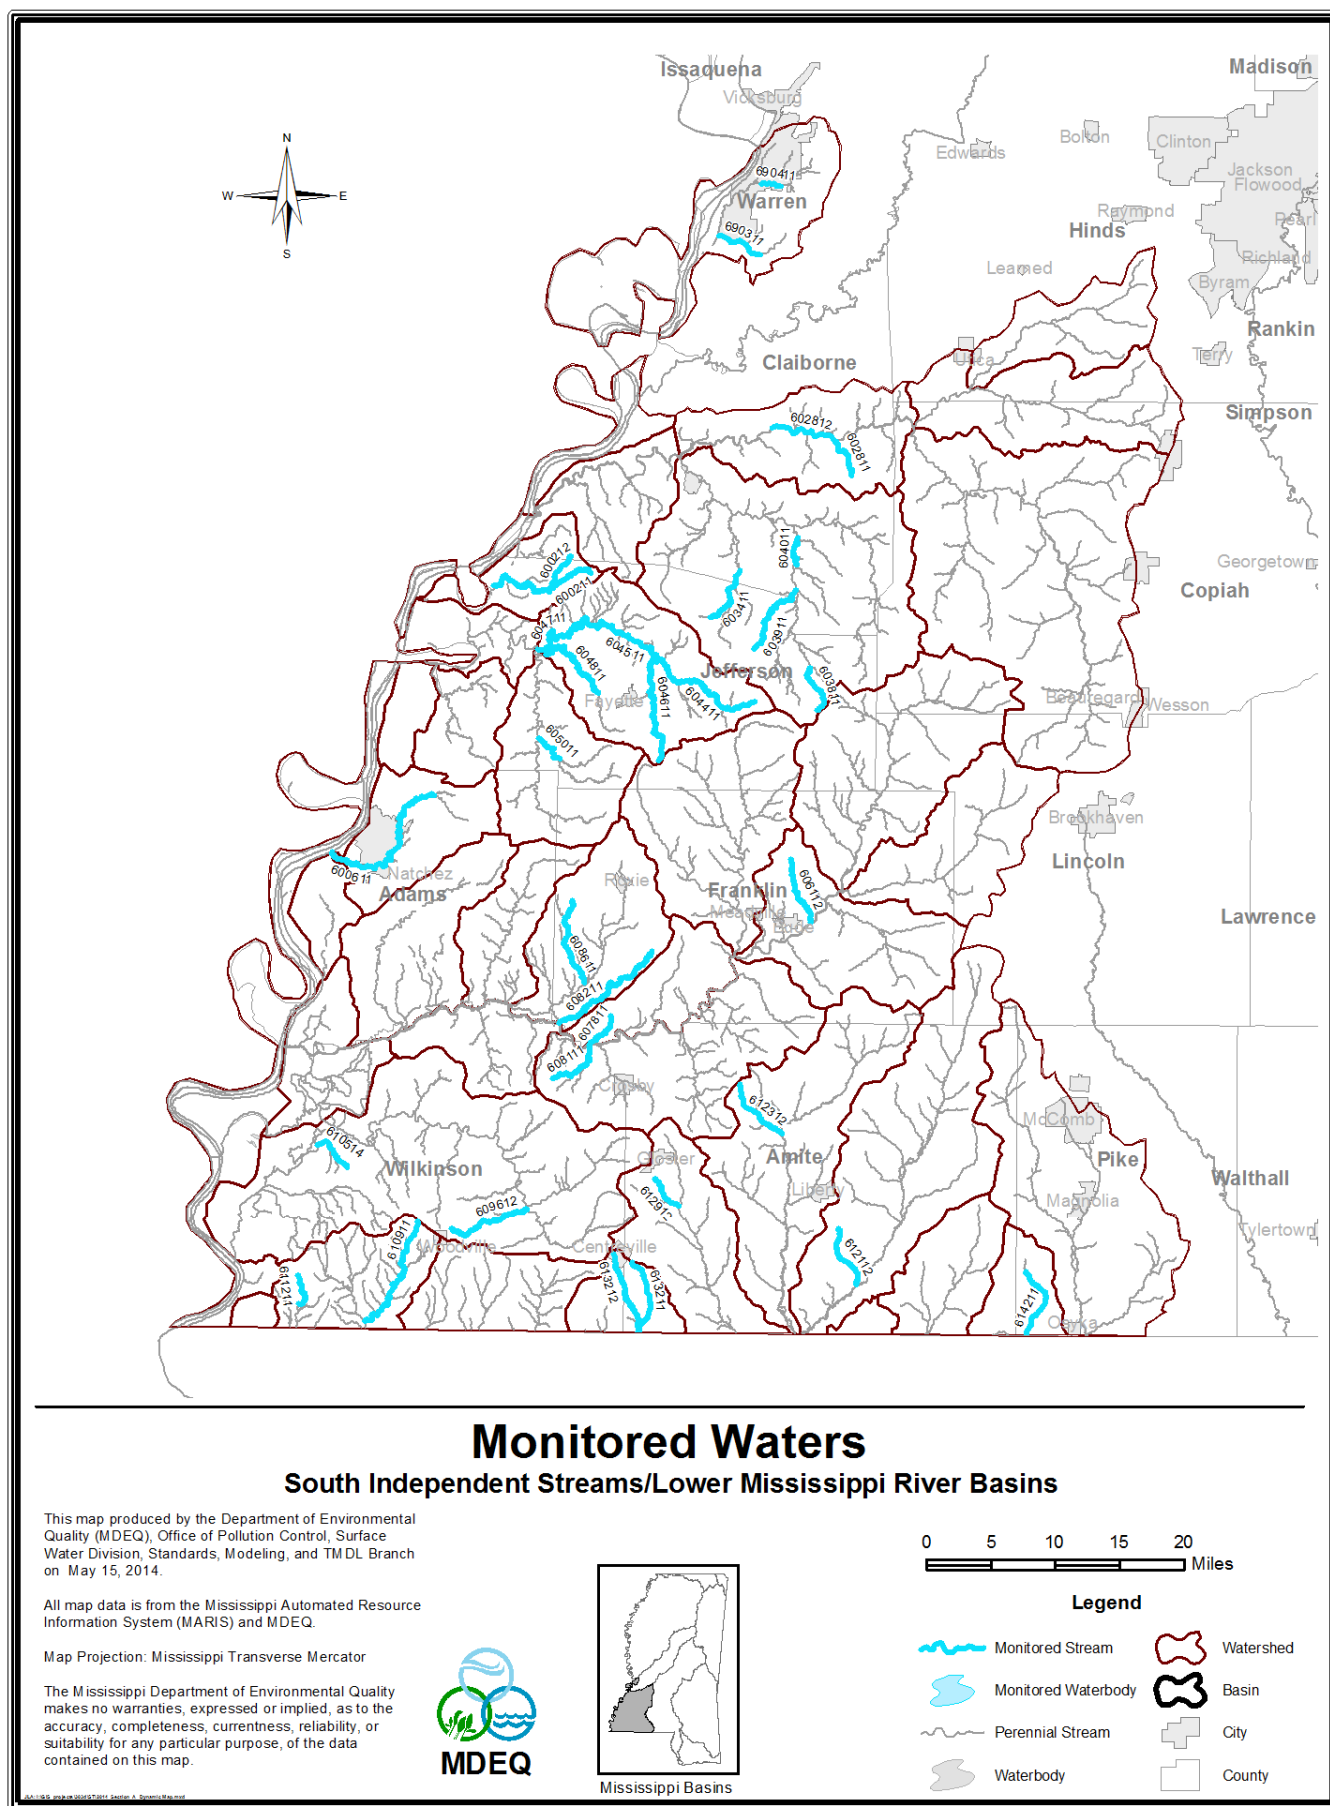 Issaquena
Madison
Vicksburg
Bolton
Clinton
Edwards
N
W
E
S
690411
Jackson
Flowood
Warren
Raymond
Pearl
Hinds
690311
Richland
Learned
Byram
Rankin
Terry
Claiborne
Utica
Simpson
602812
602811
604011
600212
Georgetown
600211
Copiah
603411
604711
603911
604511
604811
Jefferson
603811
604611
604411
Fayette
Beauregard
Wesson
605011
Brookhaven
Lincoln
600611
Natchez
Adams
Roxie
Franklin
606112
Meadville
Bude
Lawrence
608611
608211
607811
608111
Crosby
612312
McComb
610514
Wilkinson
Gloster
Amite
Pike
Walthall
Liberty
Magnolia
609612
Tylertown
610911
Woodville
Centreville
612112
611211
613212
613211
614211
Osyka
Monitored Waters
South Independent Streams/Lower Mississippi River Basins
This map produced by the Department of Environmental
Quality (MDEQ), Office of Pollution Control, Surface
Water Division, Standards, Modeling, and TMDL Branch
on May 15, 2014.
All map data is from the Mississippi Automated Resource
Information System (MARIS) and MDEQ.
Map Projection: Mississippi Transverse Mercator
The Mississippi Department of Environmental Quality
makes no warranties, expressed or implied, as to the
accuracy, completeness, currentness, reliability, or
suitability for any particular purpose, of the data
contained on this map.
MDEQ
Mississippi Basins
0 5 10 15 20
Miles
Legend
Monitored Stream
Watershed
Monitored Waterbody
Basin
Perennial Stream
City
Waterbody
County